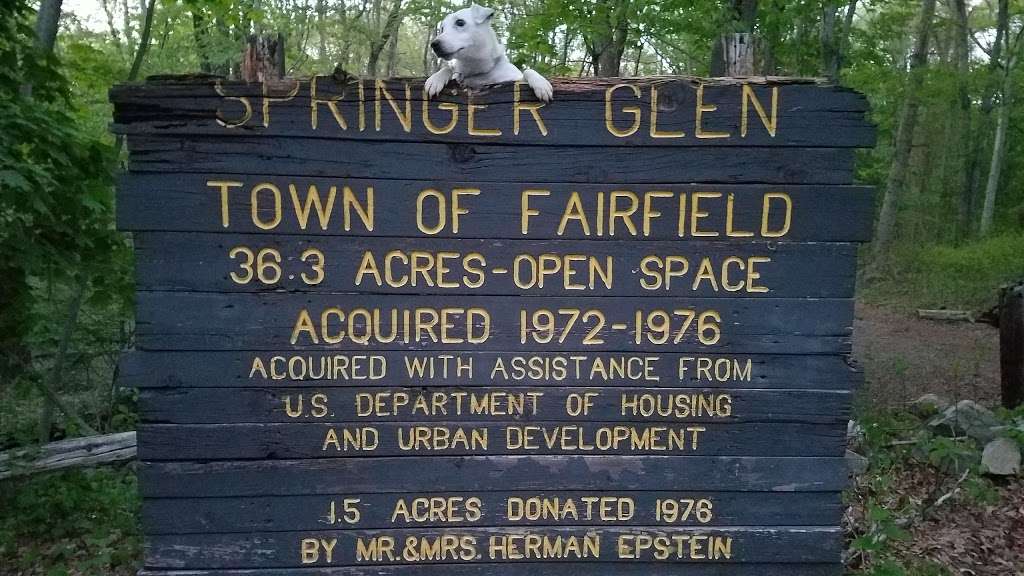 SPRINGER GLEN
TOWN OF FAIRFIELD
36.3 ACRES-OPEN SPACE
ACQUIRED 1972-1976
ACQUIRED WITH ASSISTANCE FROM
U.S. DEPARTMENT OF HOUSING
AND URBAN DEVELOPMENT
1.5 ACRES DONATED 1976
BY MR.&MRS. HERMAN EPSTEIN